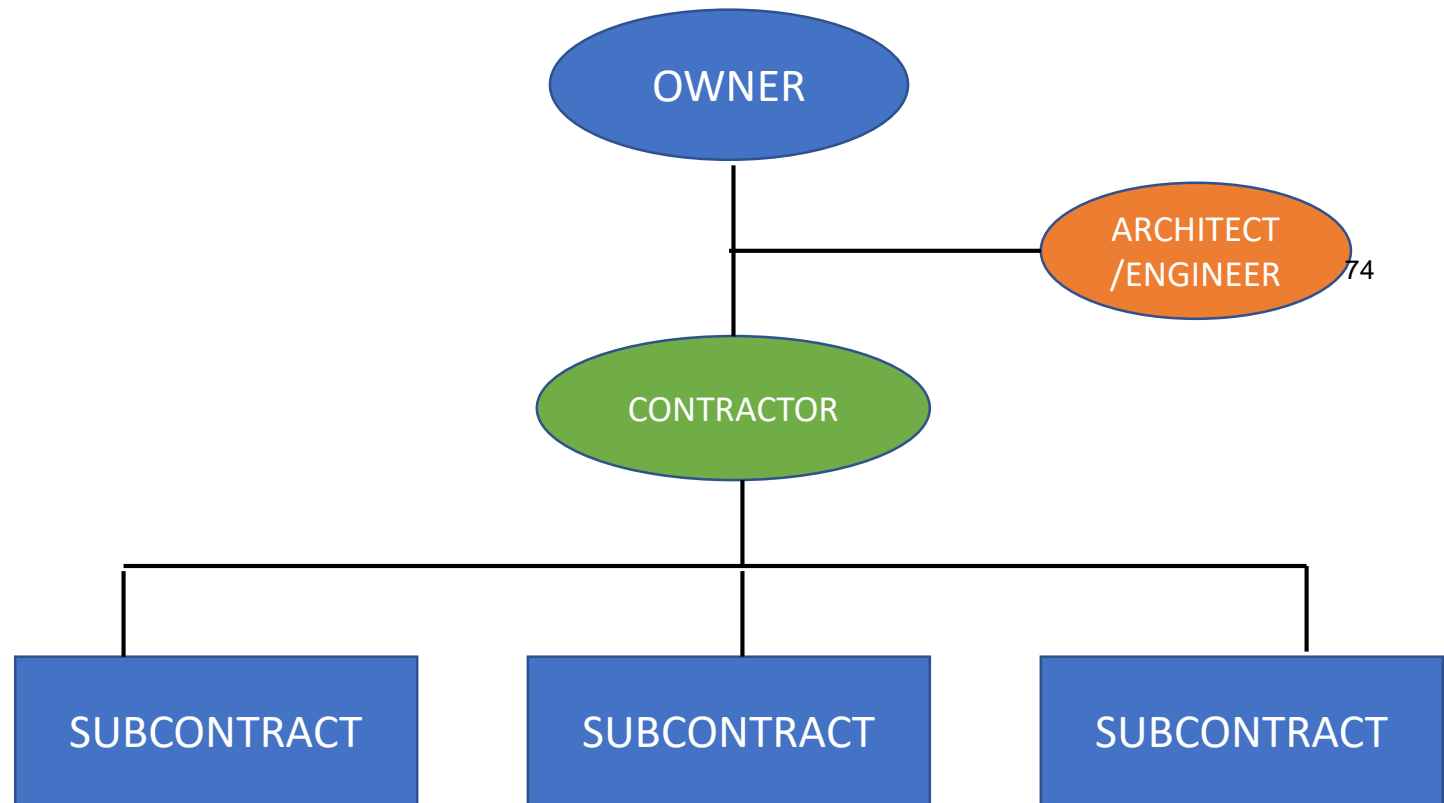 OWNER
ARCHITECT
/ENGINEER
74
CONTRACTOR
SUBCONTRACT
SUBCONTRACT
SUBCONTRACT